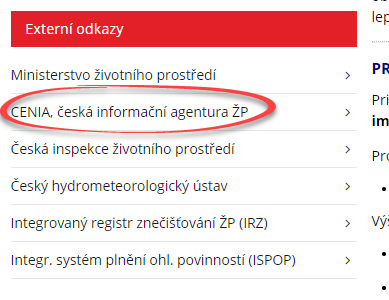 Externí odkazy
Ministerstvo životního prostředí
CENIA, česká informační agentura ŽP
Česká inspekce životního prostředí
Český hydrometeorologický ústav
Integrovaný registr znečišťování ŽP (IRZ)
Integr. systém plnění ohl. povinností (ISPOP)
lep
PR
Pri
im
Pro
Výš